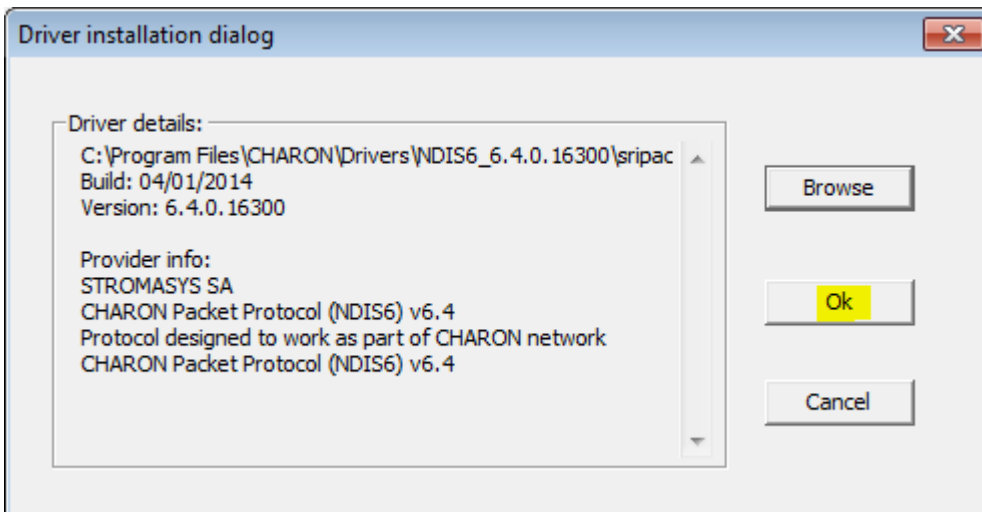 Driver installation dialog
Driver details:
C:\Program Files\CHARON\Drivers\NDIS6_6.4.0.16300\sripac
Build: 04/01/2014
Version: 6.4.0.16300
Provider info:
STROMASYS SA
CHARON Packet Protocol (NDIS6) v6.4
Protocol designed to work as part of CHARON network
CHARON Packet Protocol (NDIS6) v6.4
Browse
Ok
Cancel